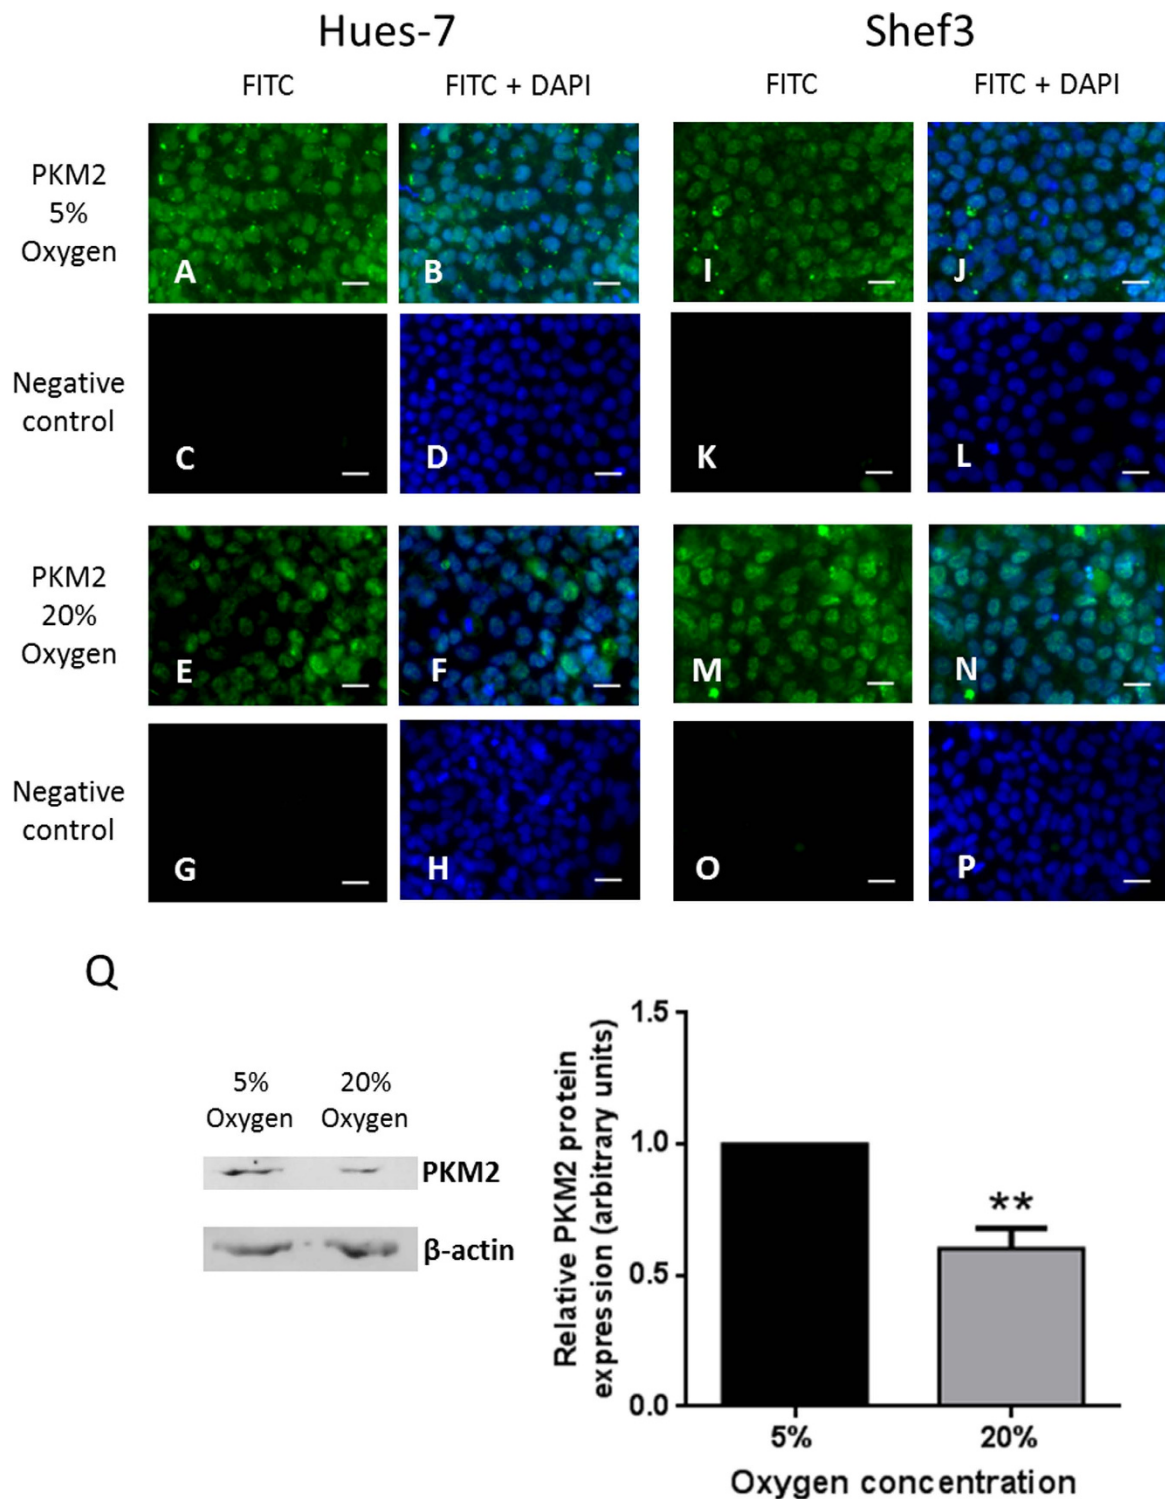 Hues-7
Shef3
FITC
FITC + DAPI
FITC
FITC + DAPI
PKM2
5%
Oxygen
A
B
I
J
Negative
control
C
D
K
L
PKM2
20%
Oxygen
E
F
M
N
Negative
control
G
H
O
P
Q
5%
Oxygen
20%
Oxygen
PKM2
β-actin
Relative PKM2 protein
expression (arbitrary units)
1.5
1.0
0.5
0.0
**
5%
20%
Oxygen concentration